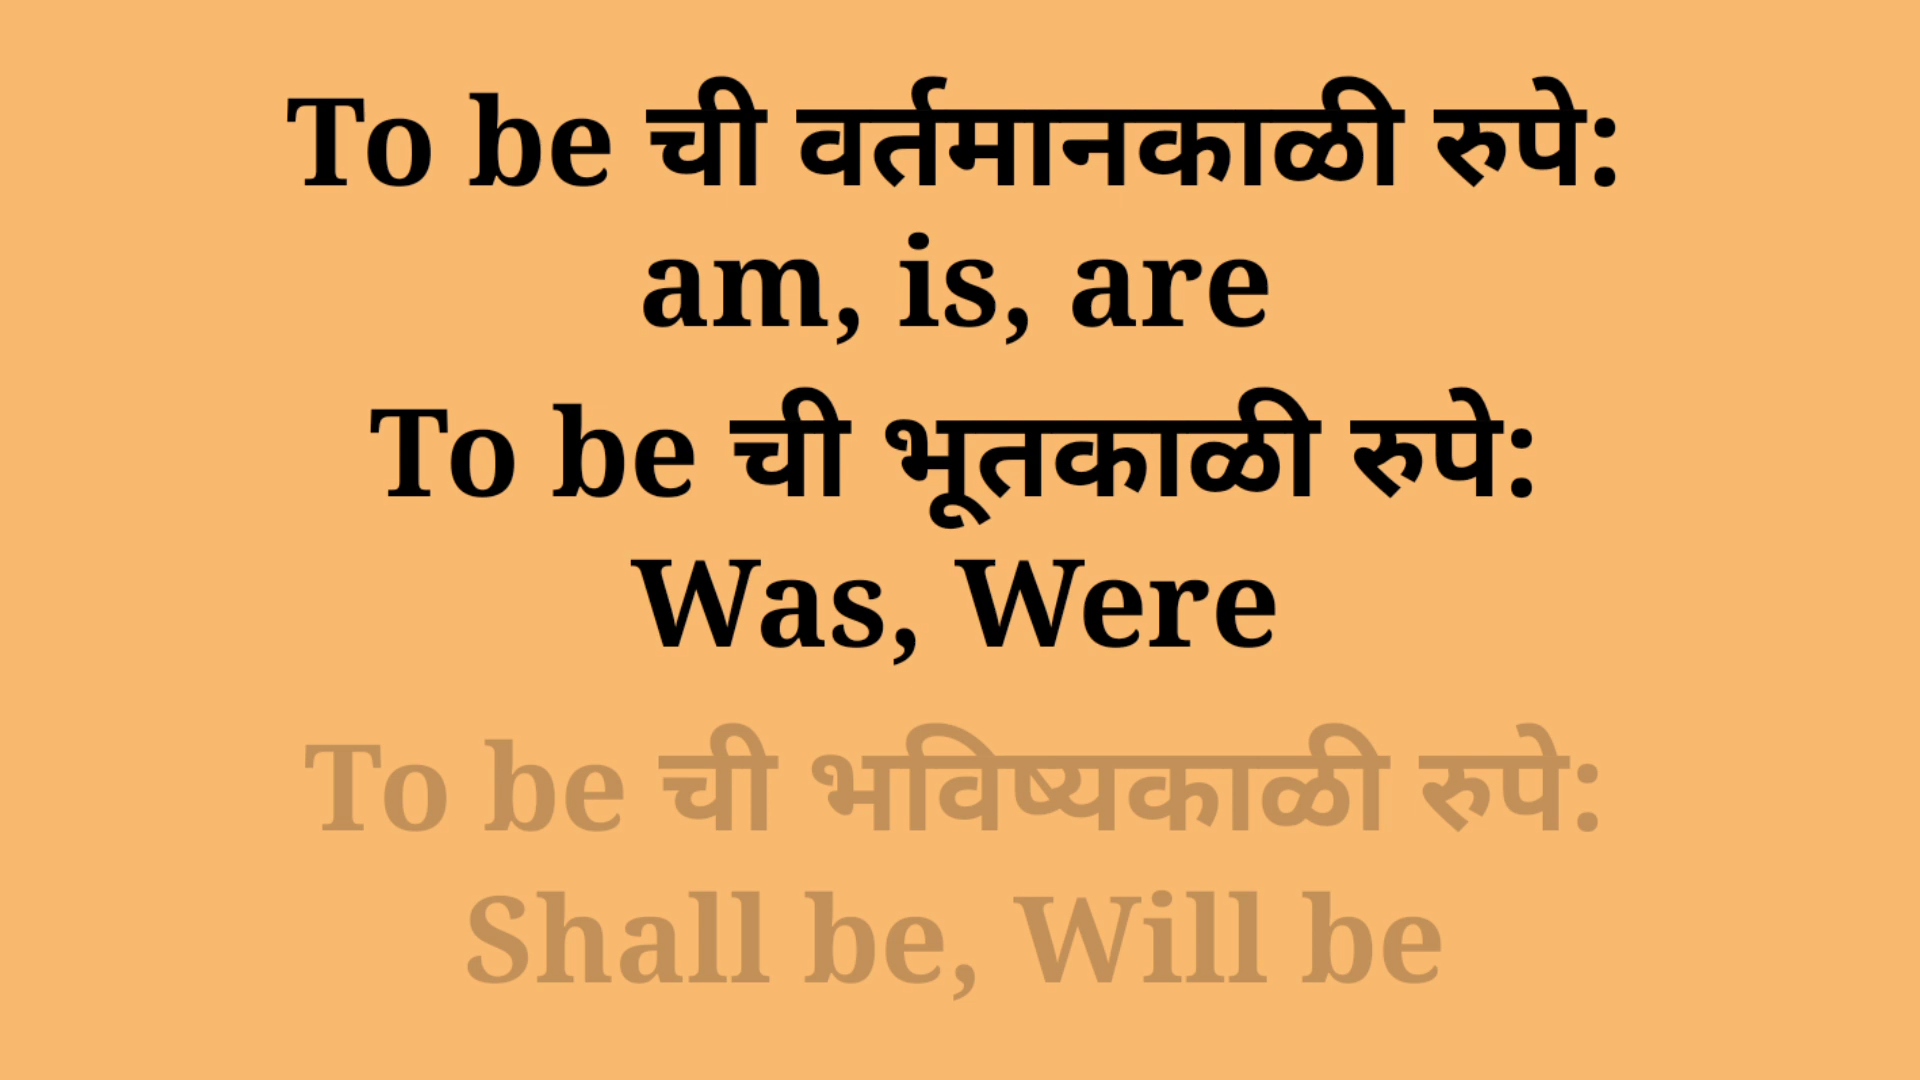 To be ची वर्तमानकाळी रुपे:
am, is, are
To be ची भूतकाळी रुपे:
Was, Were
To be ची भविष्यकाळी रुपे:
Shall be, Will be